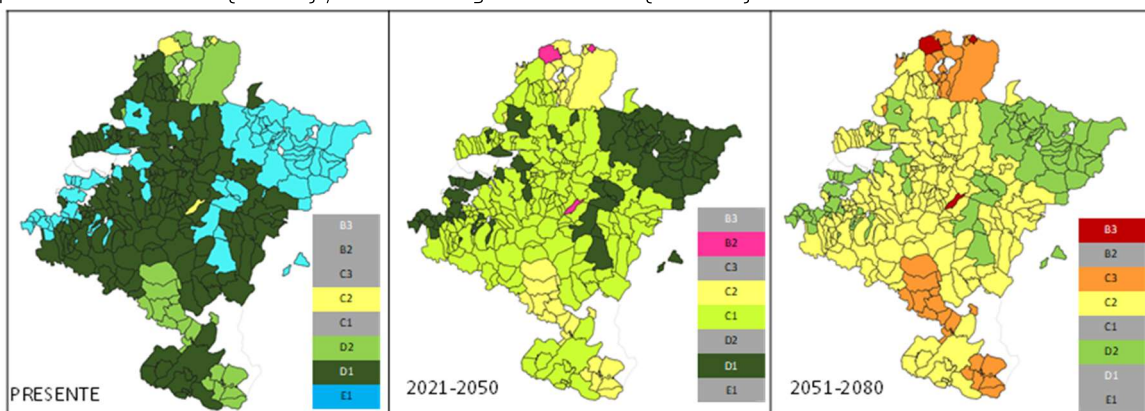 PRESENTE
B3
B2
C3
C2
C1
D2
D1
E1
2021-2050
B3
B2
C3
C2
C1
D2
D1
E1
2051-2080
B3
B2
C3
C2
C1
D2
D1
E1